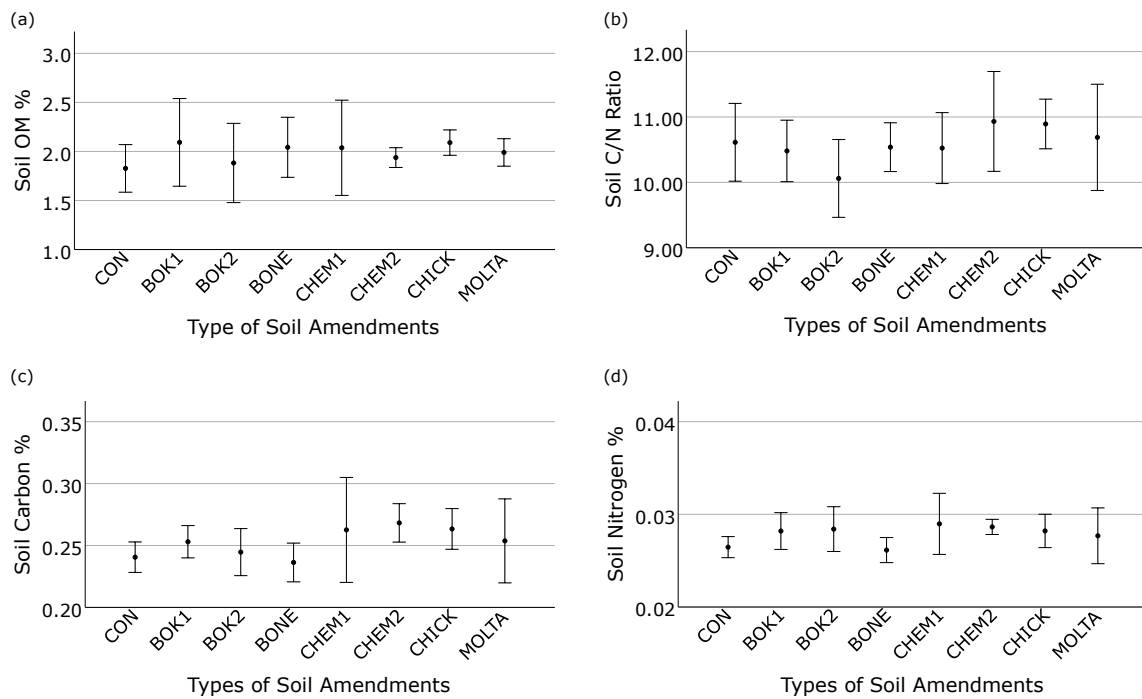 (a)
Soil OM %
3.0
2.5
2.0
1.5
1.0
CON BOK1 BOK2 BONE CHEM1 CHEM2 CHICK MOLTA
Type of Soil Amendments
(b)
Soil C/N Ratio
12.00
11.00
10.00
9.00
CON BOK1 BOK2 BONE CHEM1 CHEM2 CHICK MOLTA
Types of Soil Amendments
(c)
Soil Carbon %
0.35
0.30
0.25
0.20
CON BOK1 BOK2 BONE CHEM1 CHEM2 CHICK MOLTA
Types of Soil Amendments
(d)
Soil Nitrogen %
0.04
0.03
0.02
CON BOK1 BOK2 BONE CHEM1 CHEM2 CHICK MOLTA
Types of Soil Amendments